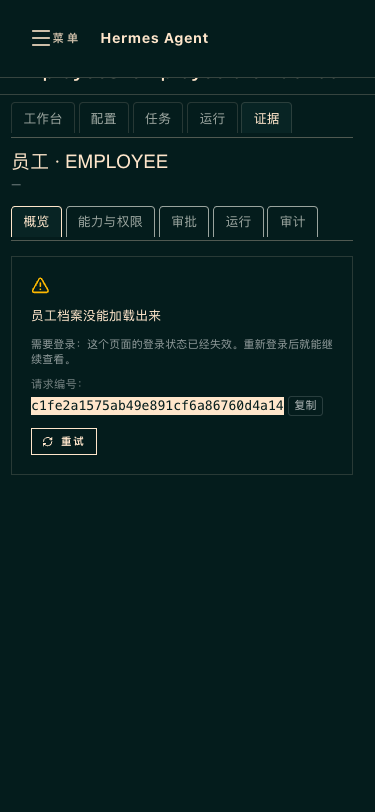 菜单 Hermes Agent
工作台 配置 任务 运行 证据
员工 · EMPLOYEE
—
概览 能力与权限 审批 运行 审计
员工档案没能加载出来
需要登录：这个页面的登录状态已经失效。重新登录后就能继续查看。
请求编号：
c1fe2a1575ab49e891cf6a86760d4a14 复制
重试